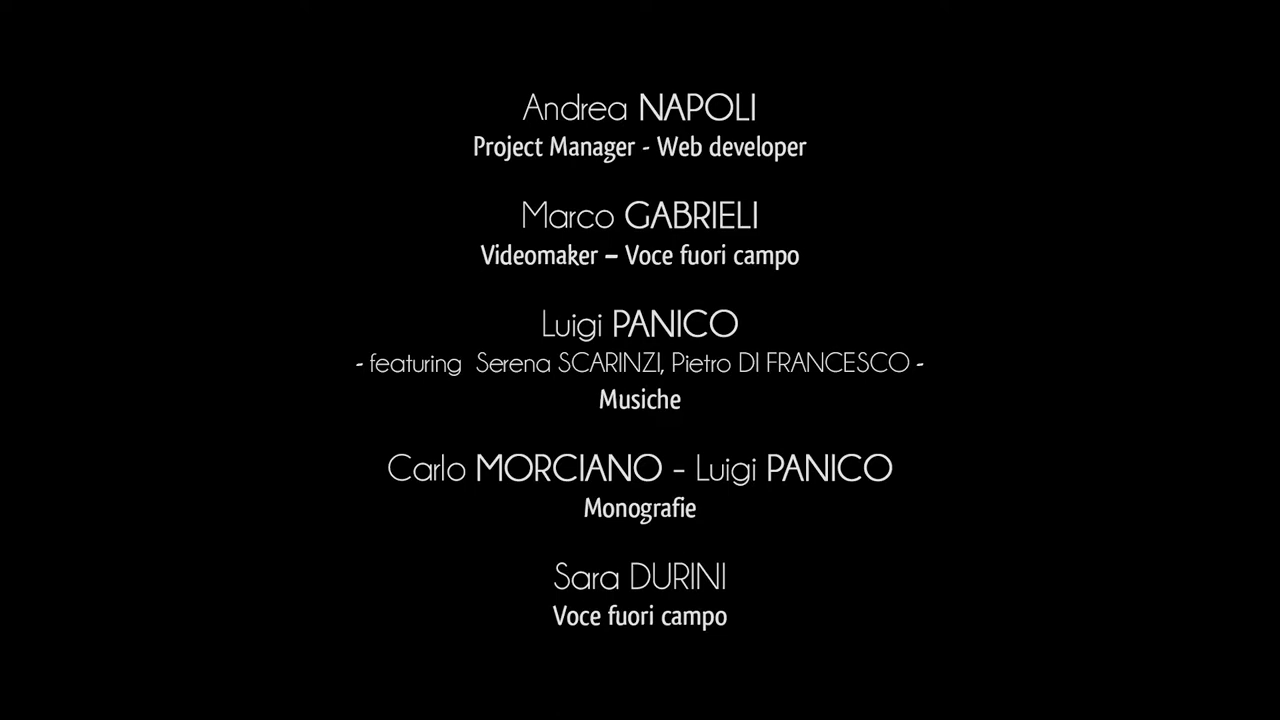 Andrea NAPOLI
Project Manager - Web developer
Marco GABRIELI
Videomaker – Voce fuori campo
Luigi PANICO
- featuring Serena SCARINZI, Pietro DI FRANCESCO -
Musiche
Carlo MORCIANO - Luigi PANICO
Monografie
Sara DURINI
Voce fuori campo